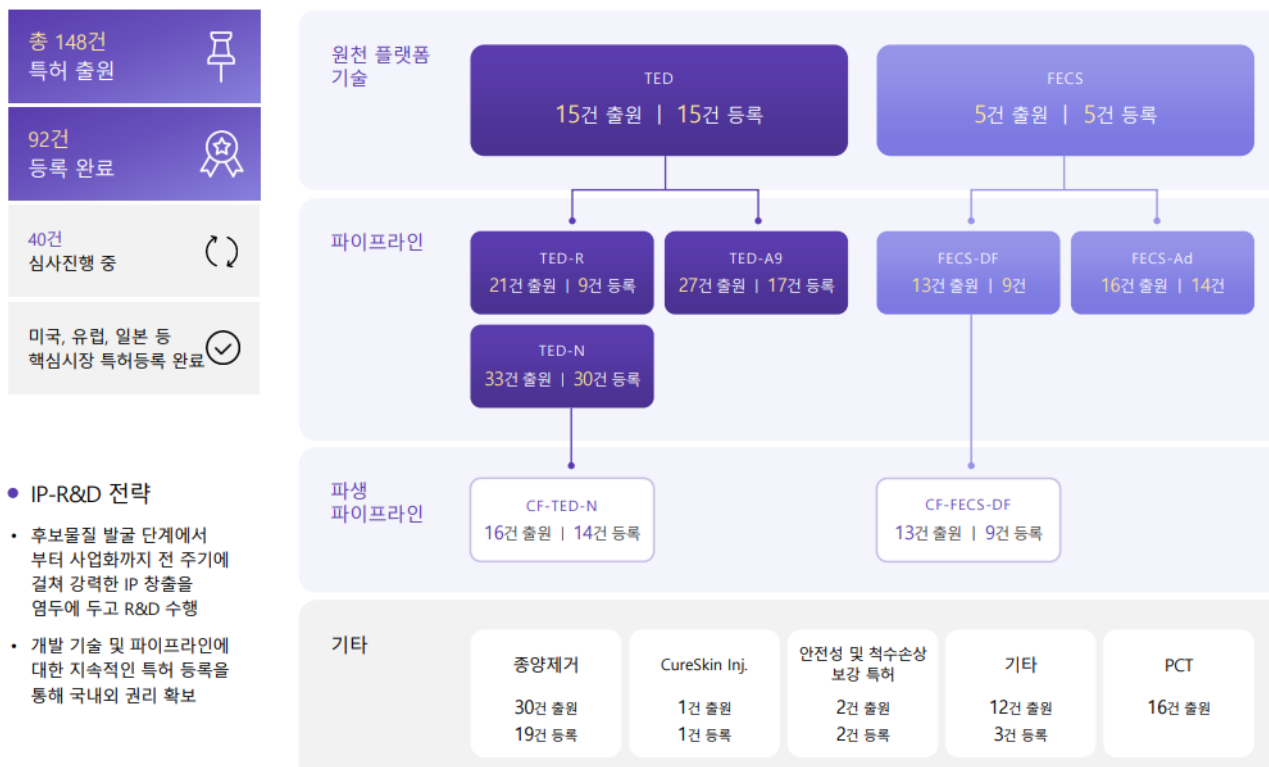 총 148건
특허 출원
92건
등록 완료
40건
심사진행 중
미국, 유럽, 일본 등
핵심시장 특허등록 완료
IP-R&D 전략
• 후보물질 발굴 단계에서
부터 사업화까지 전 주기에
걸쳐 강력한 IP 창출을
염두에 두고 R&D 수행
• 개발 기술 및 파이프라인에
대한 지속적인 특허 등록을
통해 국내외 권리 확보
원천 플랫폼
기술
TED
15건 출원 | 15건 등록
FECS
5건 출원 | 5건 등록
파이프라인
TED-R
21건 출원 | 9건 등록
TED-A9
27건 출원 | 17건 등록
FECS-DF
13건 출원 | 9건
FECS-Ad
16건 출원 | 14건
TED-N
33건 출원 | 30건 등록
파생
파이프라인
CF-TED-N
16건 출원 | 14건 등록
CF-FECS-DF
13건 출원 | 9건 등록
기타
종양제거
30건 출원
19건 등록
CureSkin Inj.
1건 출원
1건 등록
안전성 및 척수손상
보강 특허
2건 출원
2건 등록
기타
12건 출원
3건 등록
PCT
16건 출원